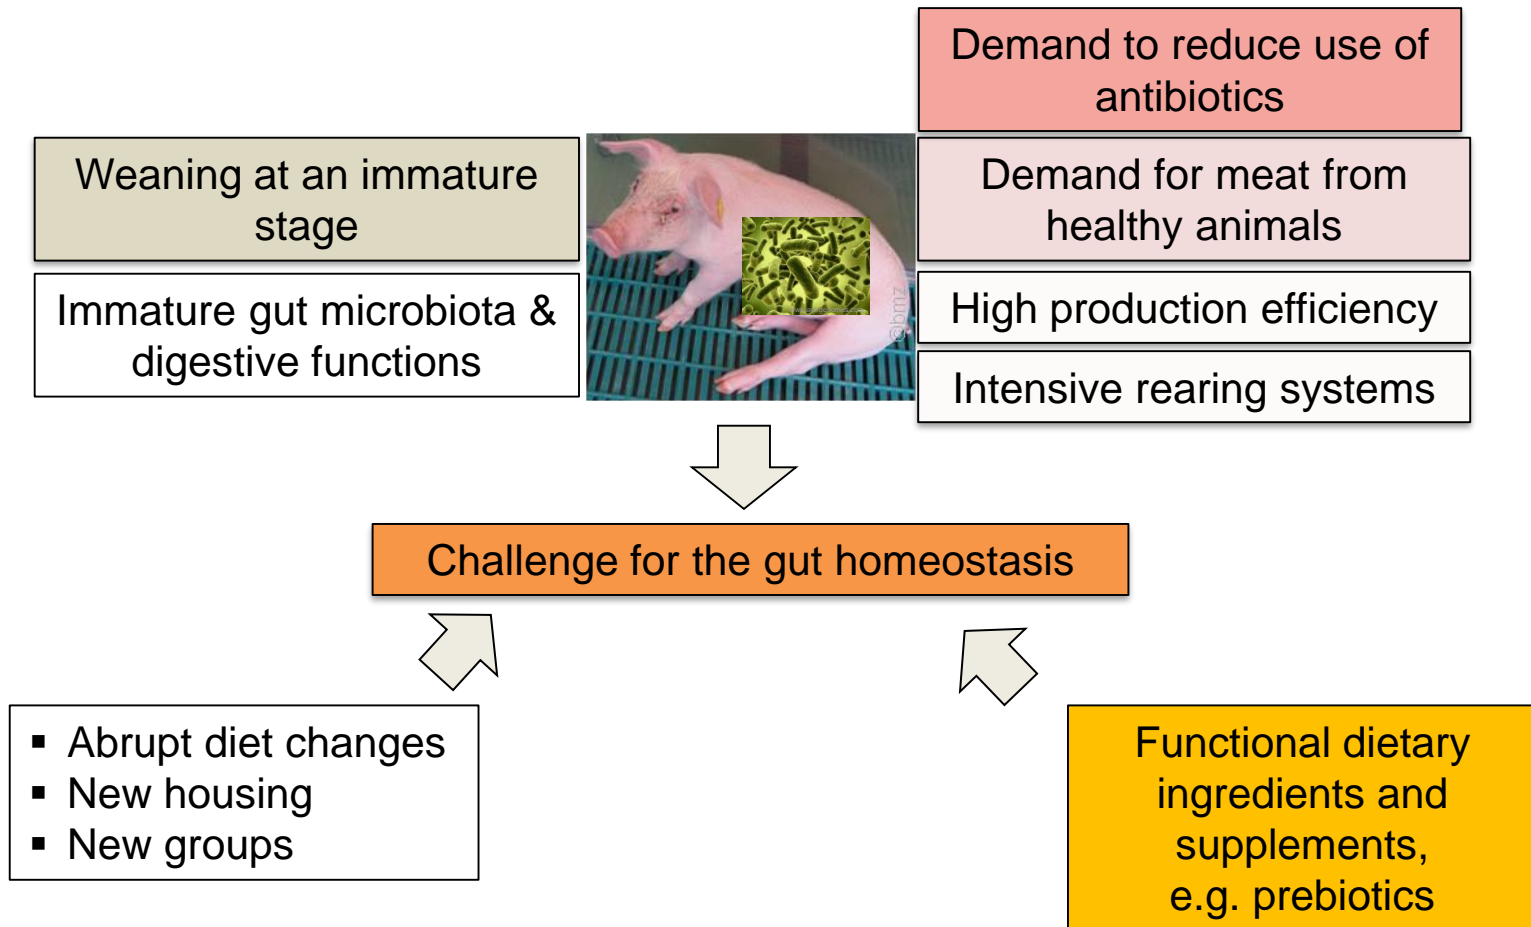 Demand to reduce use of
antibiotics
Weaning at an immature
stage
Demand for meat from
healthy animals
Immature gut microbiota &
digestive functions
High production efficiency
Intensive rearing systems
@bmz
Challenge for the gut homeostasis
▪ Abrupt diet changes
▪ New housing
▪ New groups
Functional dietary
ingredients and
supplements,
e.g. prebiotics